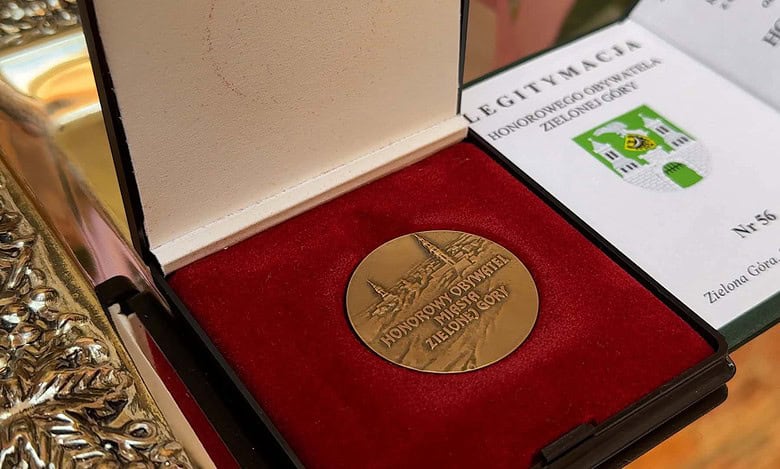 LEGITYMACJA
HONOROWEGO OBYWATELA
ZIELONEJ GÓRY
Nr 56
Zielona Góra,
HONOROWY OBYWATEL
MIASTA
ZIELONEJ GÓRY